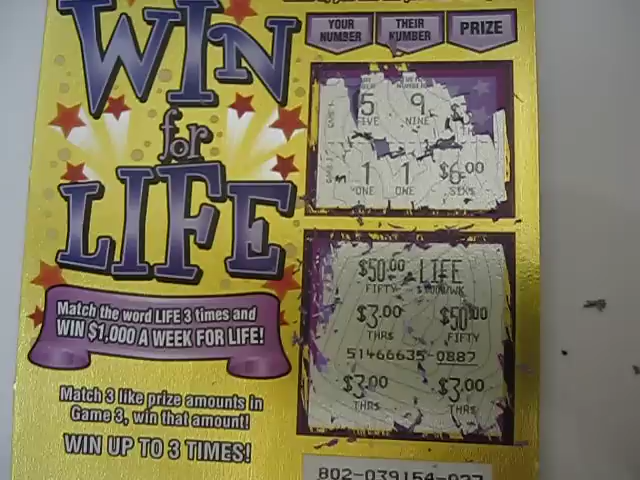 WIN
for
LIFE
Match the word LIFE 3 times and
WIN $1,000 A WEEK FOR LIFE!
Match 3 like prize amounts in
Game 3, win that amount!
WIN UP TO 3 TIMES!
YOUR NUMBER THEIR NUMBER PRIZE
5 9
FIVE NINE
1 1 $6.00
ONE ONE SIX$
$50.00 LIFE
FIFTY
$3.00 $50.00
THR$ FIFTY
51466635-0887
$3.00 $3.00
THR$ THR$
802-039154-027